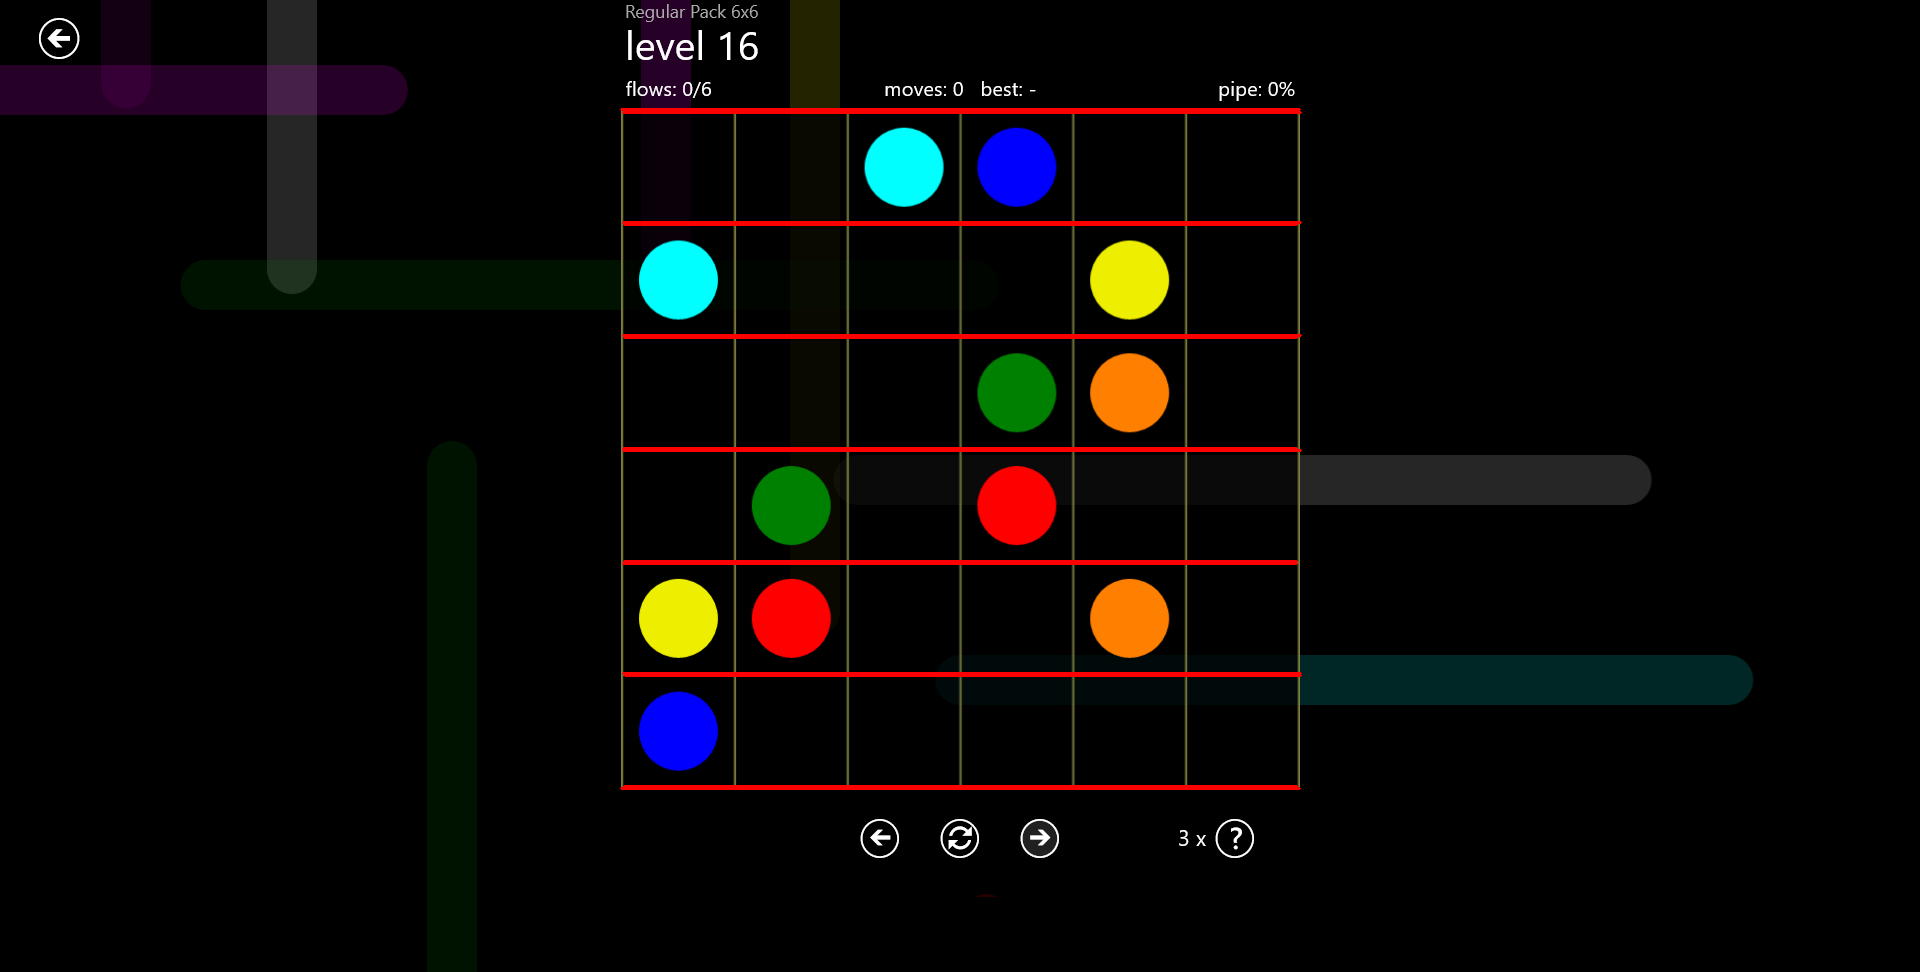 Regular Pack 6x6
level 16
flows: 0/6 moves: 0 best: - pipe: 0%
3 x ?